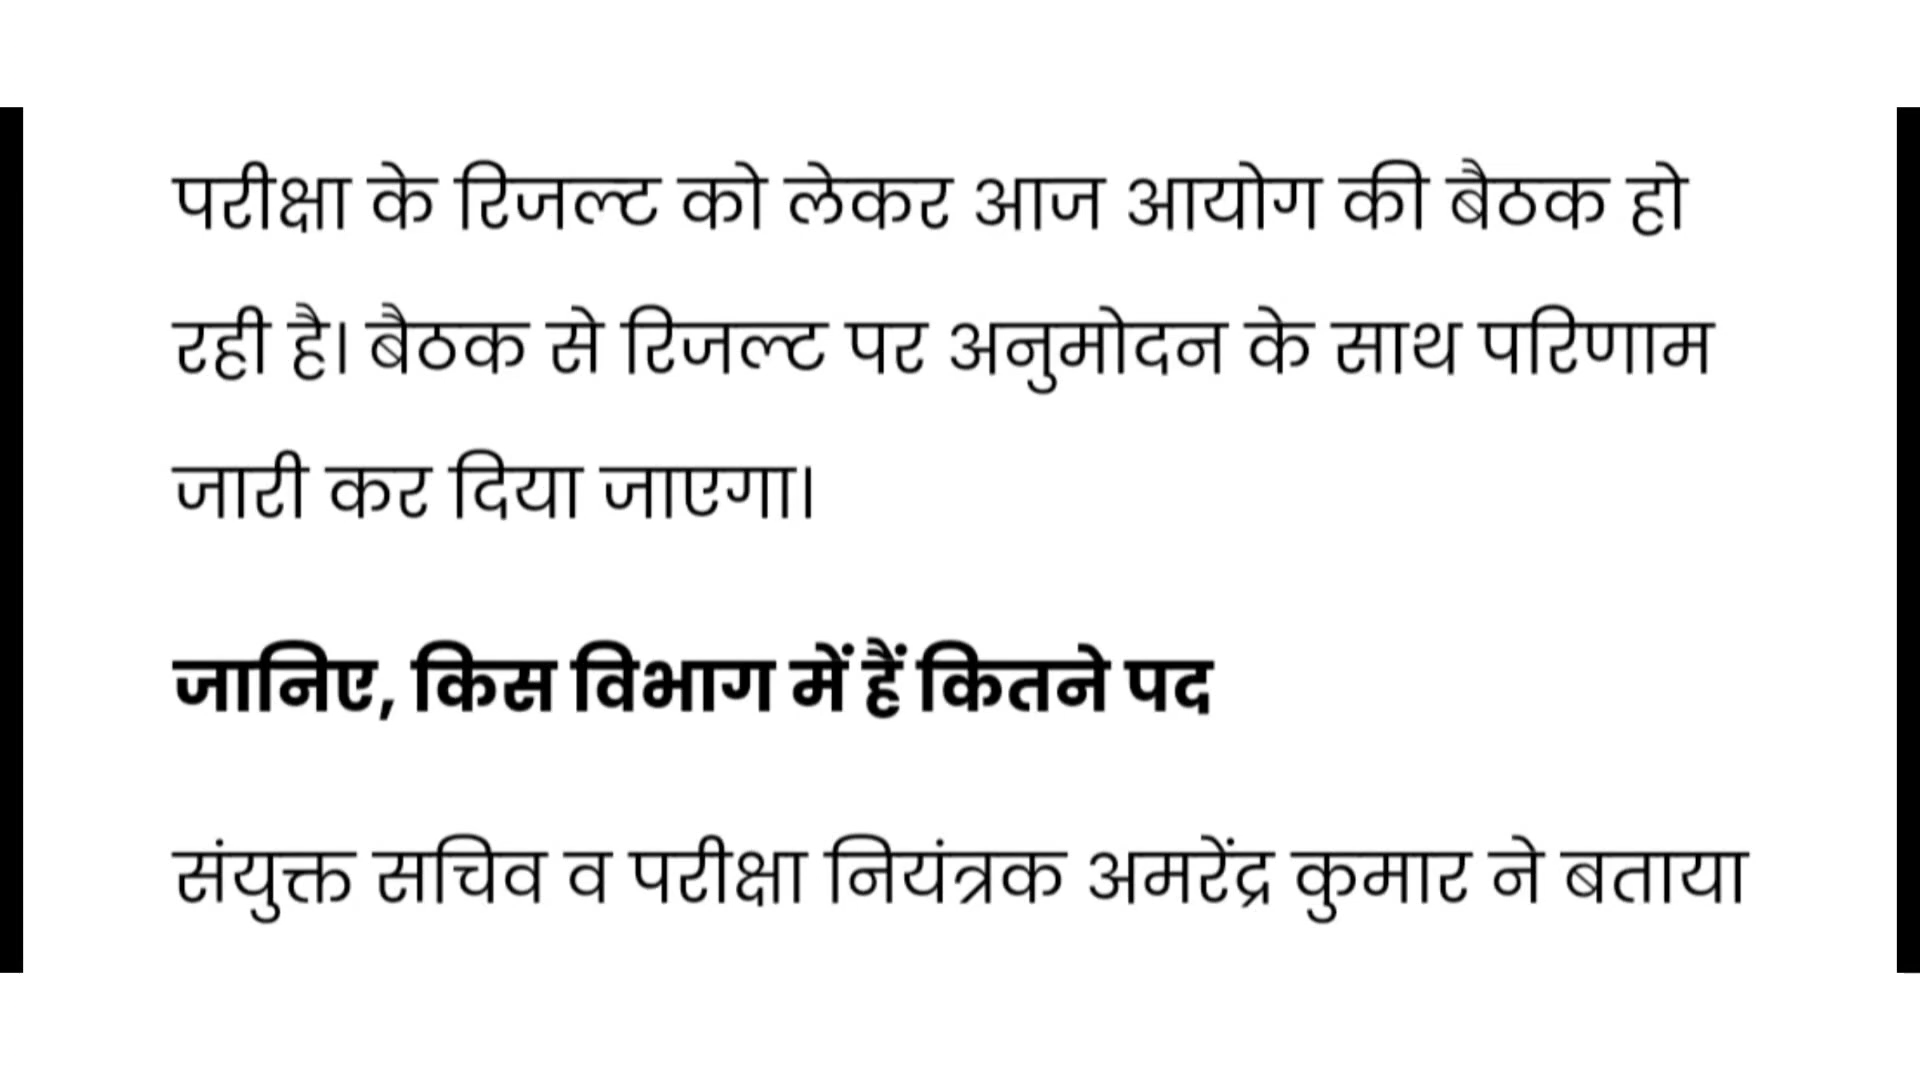 परीक्षा के रिजल्ट को लेकर आज आयोग की बैठक हो
रही है। बैठक से रिजल्ट पर अनुमोदन के साथ परिणाम
जारी कर दिया जाएगा।
जानिए, किस विभाग में हैं कितने पद
संयुक्त सचिव व परीक्षा नियंत्रक अमरेंद्र कुमार ने बताया